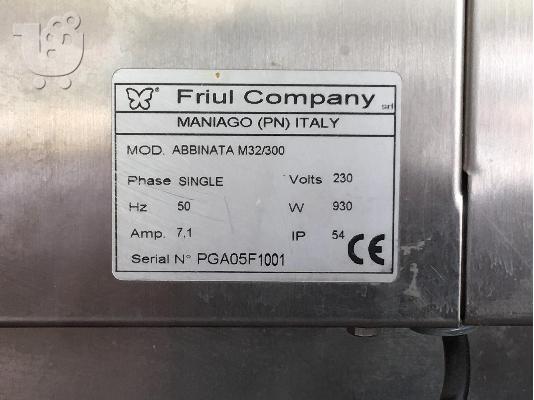 ® Friul Company srl
MANIAGO (PN) ITALY
MOD. ABBINATA M32/300
Phase SINGLE Volts 230
Hz 50 W 930
Amp. 7,1 IP 54
CE
Serial N° PGA05F1001